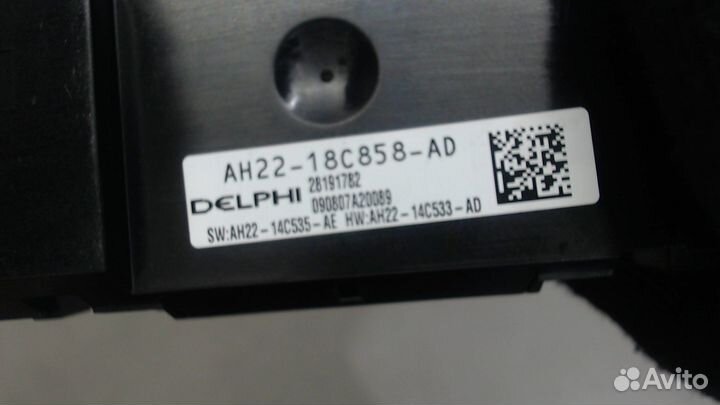 AH22-18C858-AD
DELPHI 28191782
090807A20089
SW:AH22-14C535-AE HW:AH22-14C533-AD
Avito